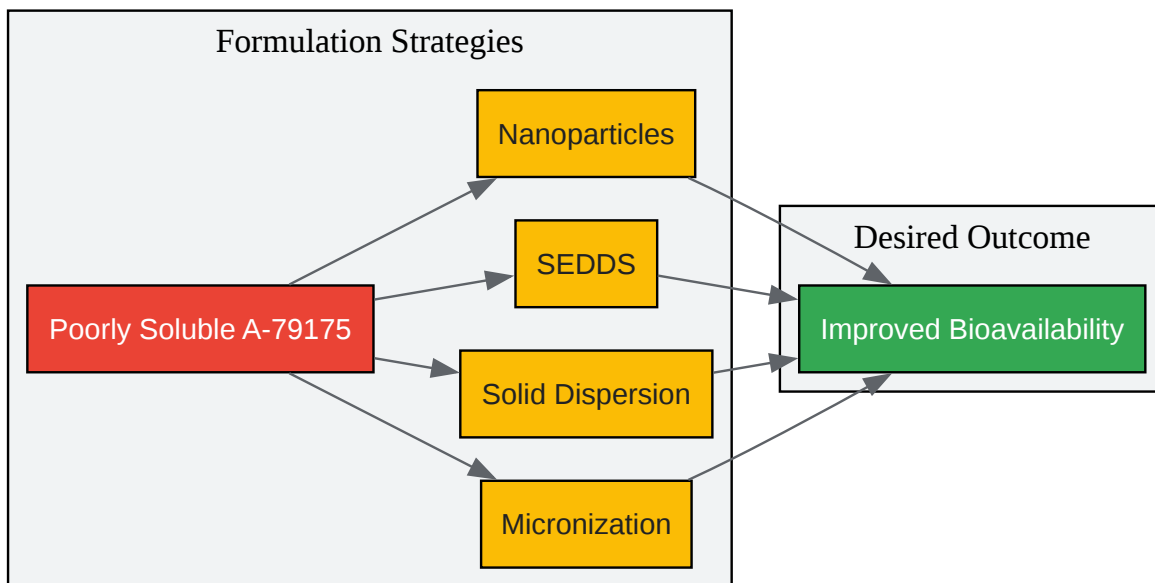 Formulation Strategies
Nanoparticles
SEDDS
Desired Outcome
Poorly Soluble A-79175
Improved Bioavailability
Solid Dispersion
Micronization